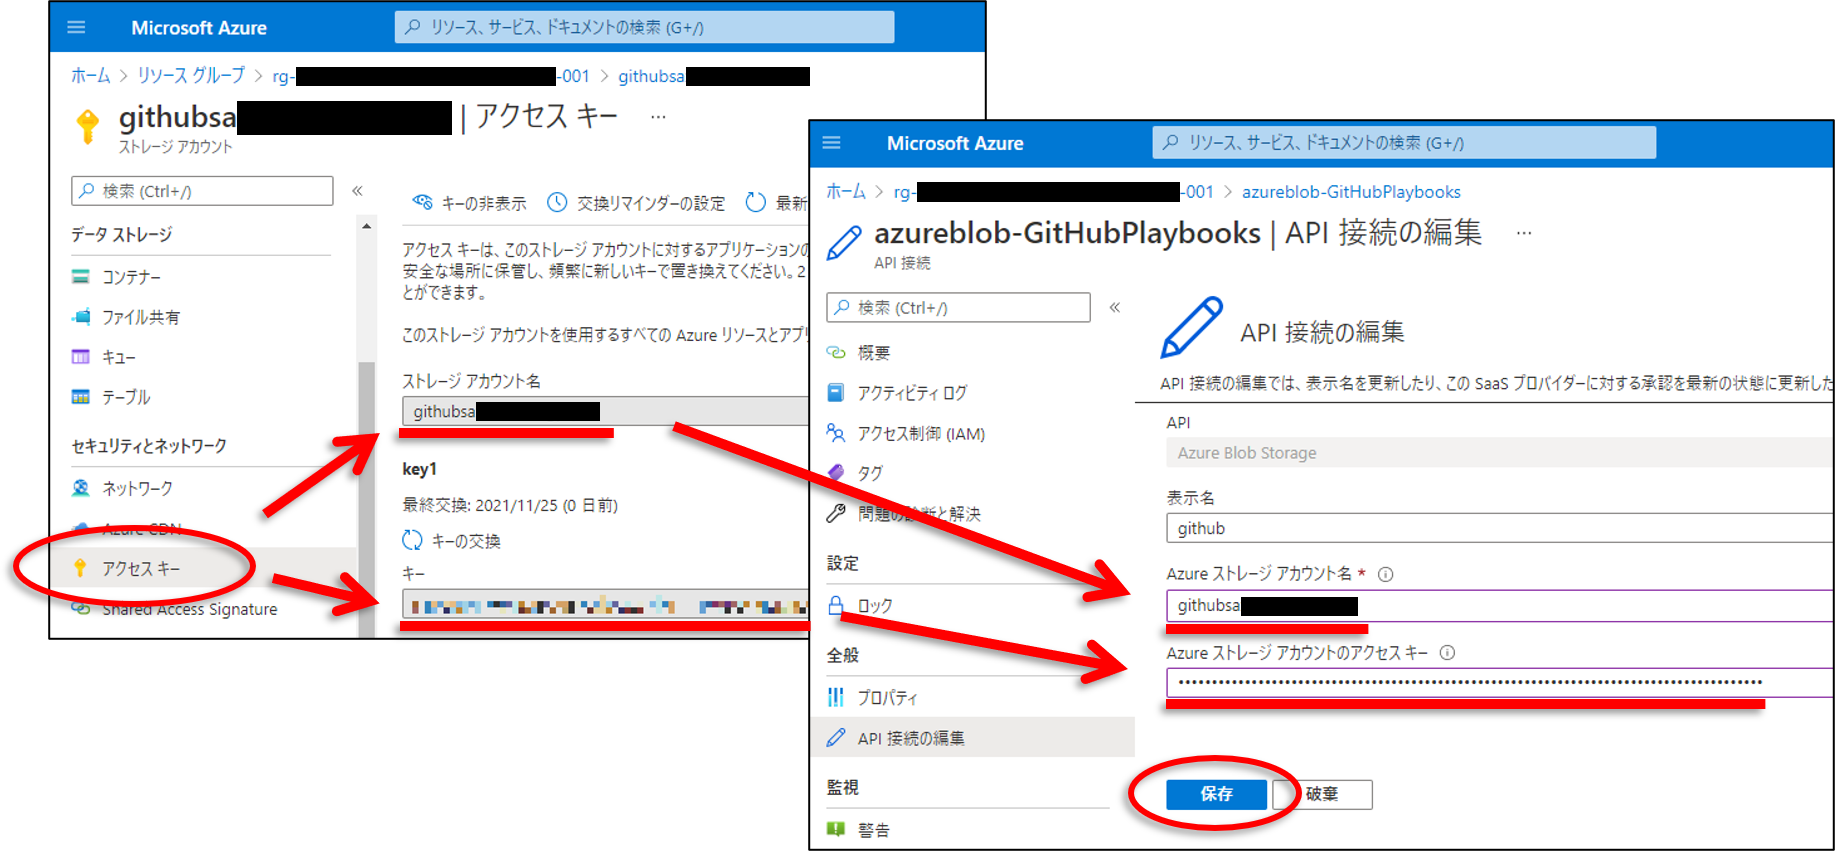 Microsoft Azure
リソース、サービス、ドキュメントの検索 (G+/)
ホーム > リソース グループ > rg- -001 > githubsa
githubsa | アクセス キー ...
ストレージ アカウント
検索 (Ctrl+/) «
キーの非表示 交換リマインダーの設定 最新
データ ストレージ
コンテナー
ファイル共有
キュー
テーブル
セキュリティとネットワーク
ネットワーク
Azure CDN
アクセス キー
Shared Access Signature
アクセス キーは、このストレージ アカウントに対するアプリケーションの
安全な場所に保管し、頻繁に新しいキーで置き換えてください。2
とができます。
このストレージ アカウントを使用するすべての Azure リソースとアプリ
ストレージ アカウント名
githubsa
key1
最終交換: 2021/11/25 (0 日前)
キーの交換
キー
Microsoft Azure
リソース、サービス、ドキュメントの検索 (G+/)
ホーム > rg- -001 > azureblob-GitHubPlaybooks
azureblob-GitHubPlaybooks | API 接続の編集 ...
API 接続
検索 (Ctrl+/) «
概要
アクティビティ ログ
アクセス制御 (IAM)
タグ
問題の診断と解決
設定
ロック
全般
プロパティ
API 接続の編集
監視
警告
API 接続の編集
API 接続の編集では、表示名を更新したり、この SaaS プロバイダーに対する承認を最新の状態に更新した
API
Azure Blob Storage
表示名
github
Azure ストレージ アカウント名 *
githubsa
Azure ストレージ アカウントのアクセス キー
保存 破棄